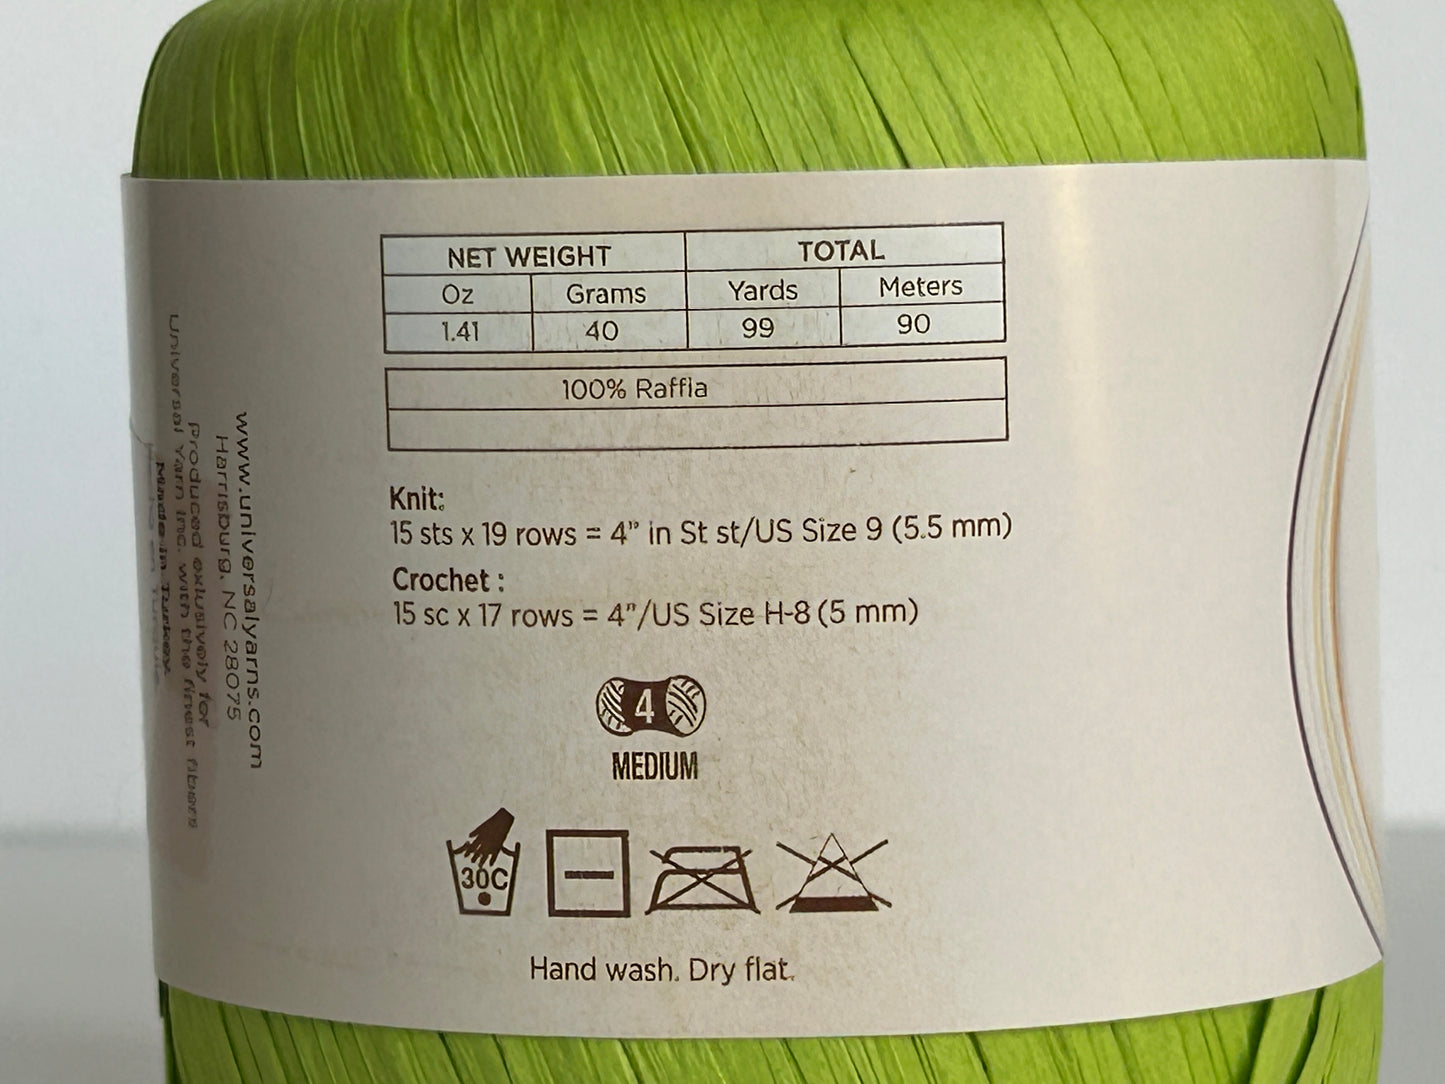 NET WEIGHT TOTAL
Oz Grams Yards Meters
1.41 40 99 90
100% Raffia
Knit:
15 sts x 19 rows = 4" in St st/US Size 9 (5.5 mm)
Crochet :
15 sc x 17 rows = 4"/US Size H-8 (5 mm)
4
MEDIUM
30C
Hand wash. Dry flat.
www.universalyarns.com
Harrisburg, NC 28075
Produced exlusively for
Universal Yarn Inc. with the finest fibers
Made in Turkey